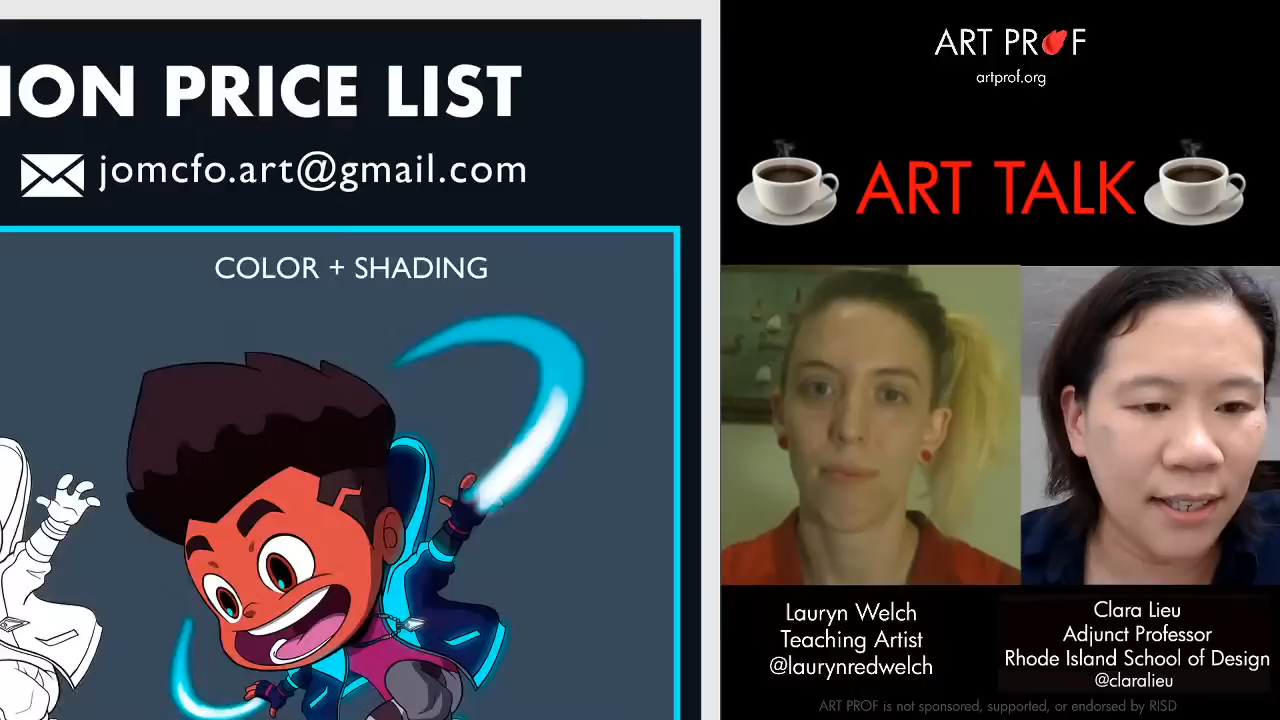 ION PRICE LIST
jomcfo.art@gmail.com
COLOR + SHADING
ART PROF
artprof.org
ART TALK
Lauryn Welch
Teaching Artist
@laurynredwelch
Clara Lieu
Adjunct Professor
Rhode Island School of Design
@claralieu
ART PROF is not sponsored, supported, or endorsed by RISD